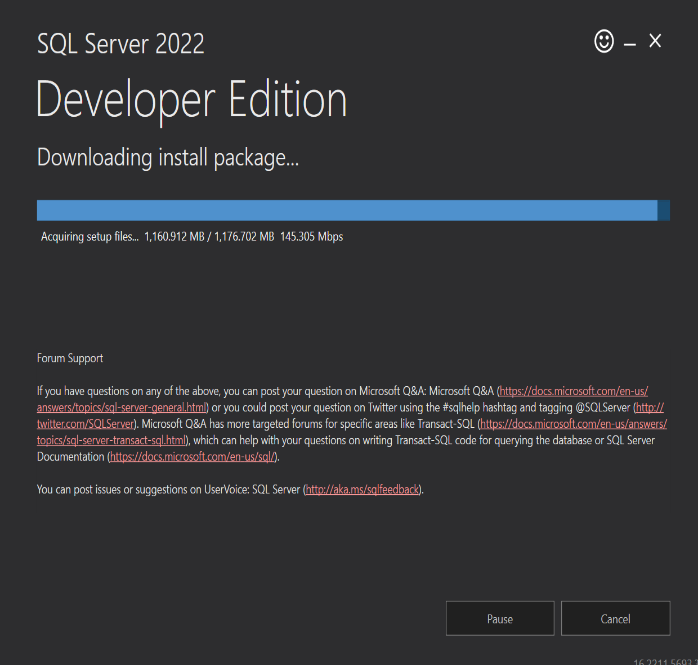 SQL Server 2022
Developer Edition
Downloading install package...
Acquiring setup files... 1,160.912 MB / 1,176.702 MB 145.305 Mbps
Forum Support
If you have questions on any of the above, you can post your question on Microsoft Q&A: Microsoft Q&A (https://docs.microsoft.com/en-us/
answers/topics/sql-server-general.html) or you could post your question on Twitter using the #sqlhelp hashtag and tagging @SQLServer (http://
twitter.com/SQLServer). Microsoft Q&A has more targeted forums for specific areas like Transact-SQL (https://docs.microsoft.com/en-us/answers/
topics/sql-server-transact-sql.html), which can help with your questions on writing Transact-SQL code for querying the database or SQL Server
Documentation (https://docs.microsoft.com/en-us/sql/).
You can post issues or suggestions on UserVoice: SQL Server (http://aka.ms/sqlfeedback).
Pause Cancel